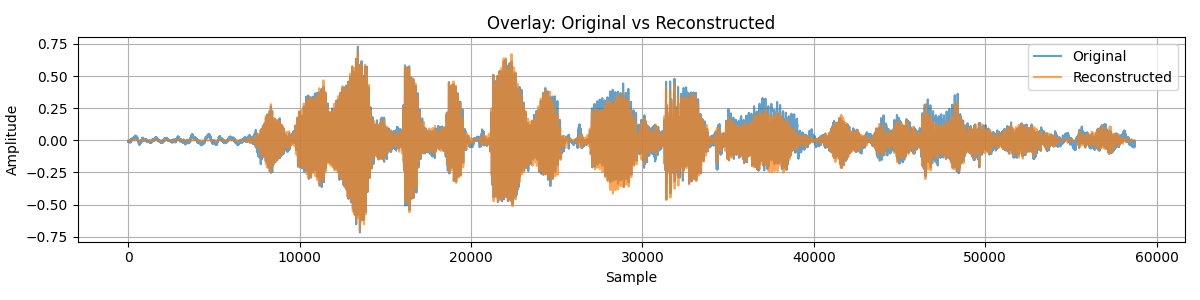 Overlay: Original vs Reconstructed
Original
Reconstructed
Amplitude
0.75
0.50
0.25
0.00
−0.25
−0.50
−0.75
0 10000 20000 30000 40000 50000 60000
Sample